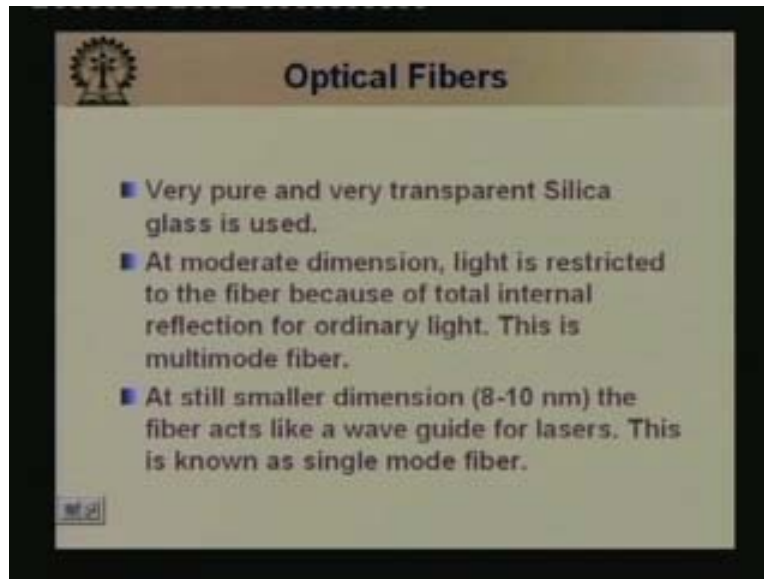 Optical Fibers
Very pure and very transparent Silica
glass is used.
At moderate dimension, light is restricted
to the fiber because of total internal
reflection for ordinary light. This is
multimode fiber.
At still smaller dimension (8-10 nm) the
fiber acts like a wave guide for lasers. This
is known as single mode fiber.